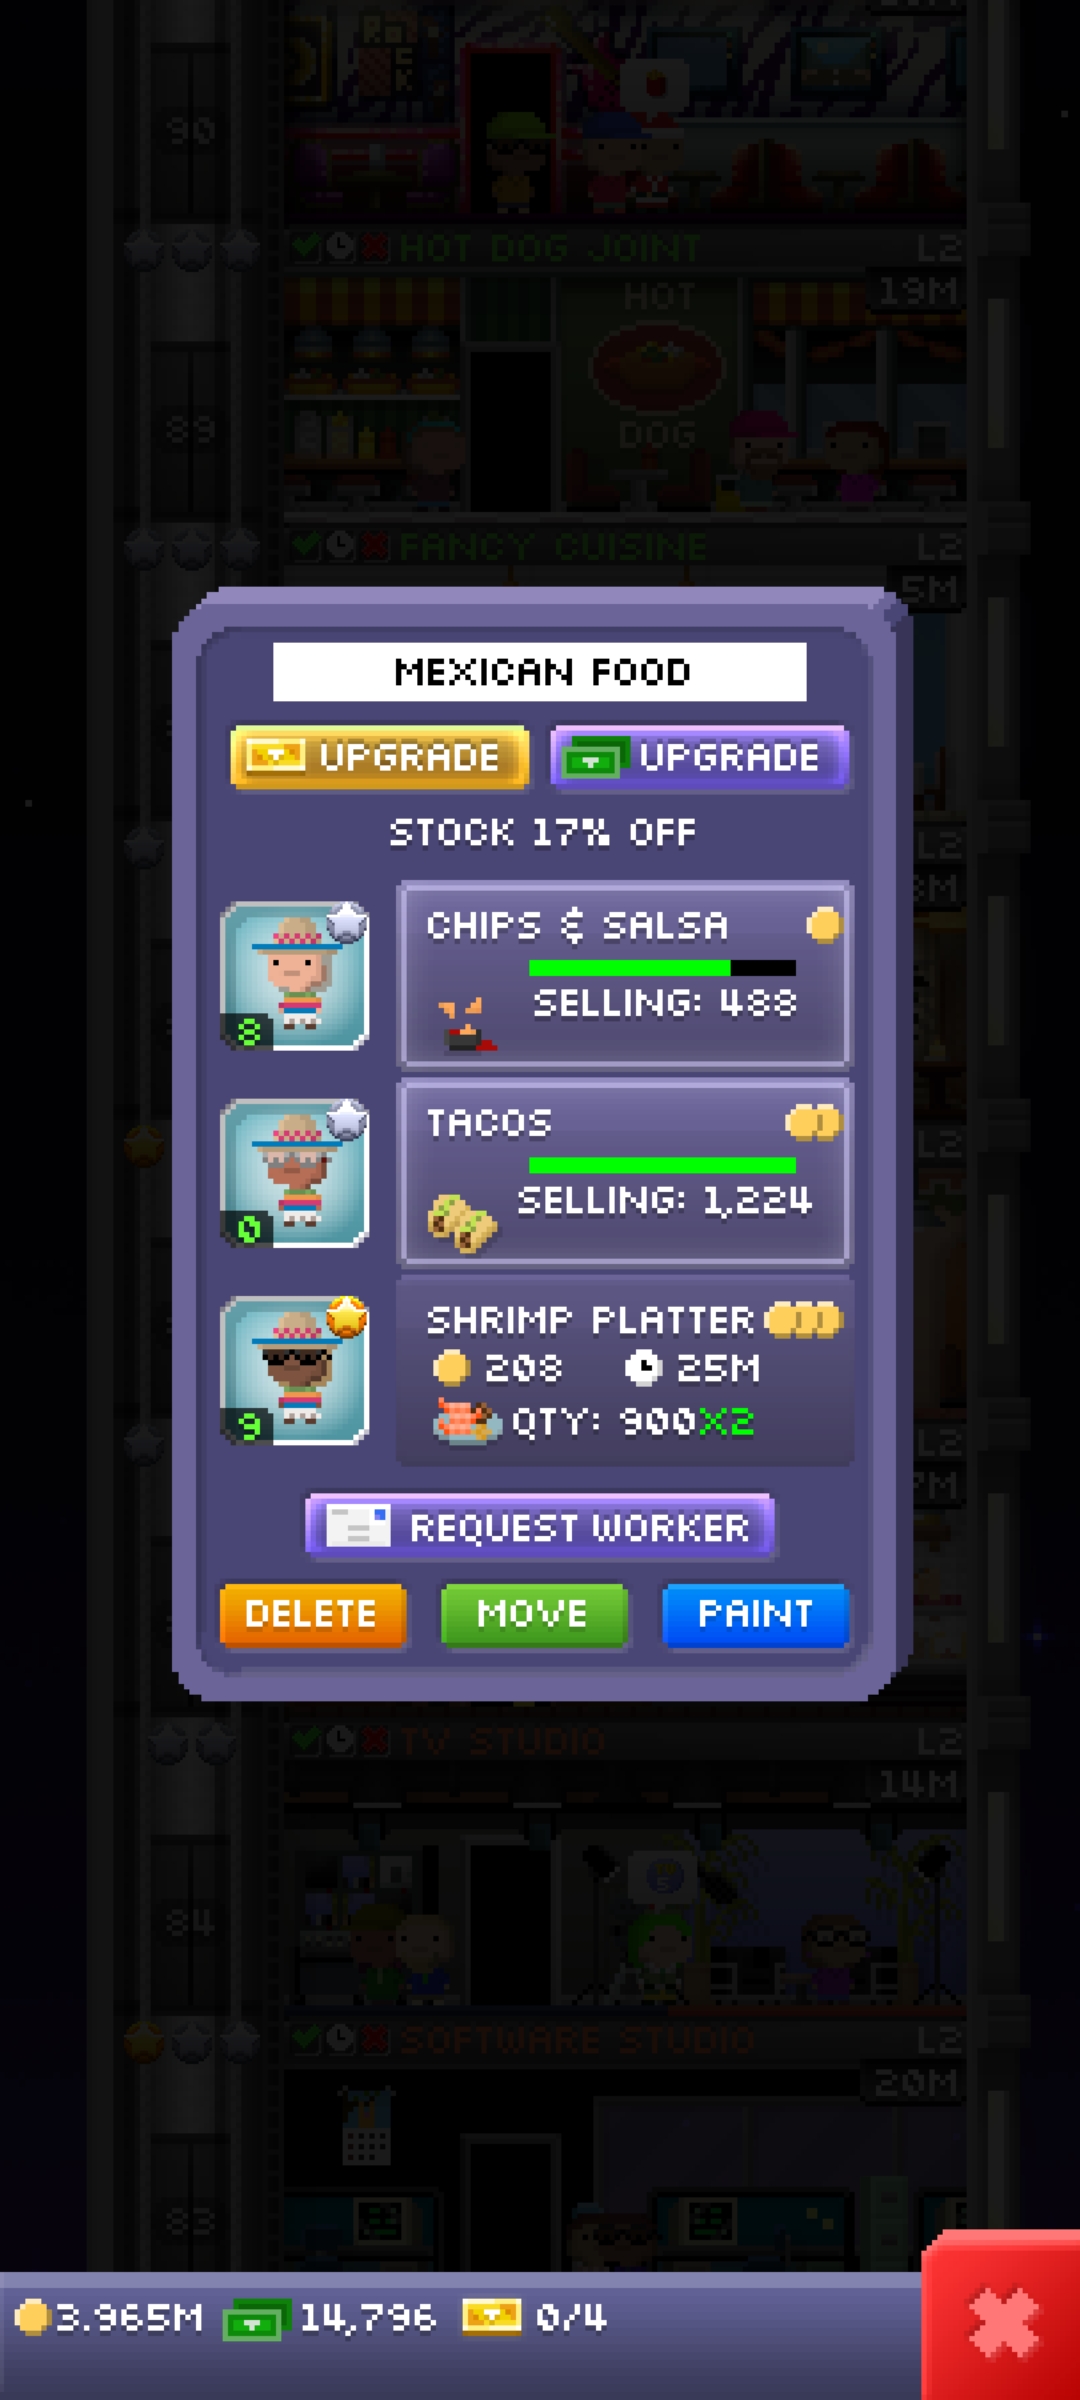 90
HOT DOG JOINT L2
19M
HOT
89
DOG
FANCY CUISINE L2
5M
MEXICAN FOOD
UPGRADE UPGRADE
STOCK 17% OFF
L2
CHIPS & SALSA
SELLING: 488
8
TACOS
L2
SELLING: 1,224
0
SHRIMP PLATTER
208 25M
QTY: 900X2
9
L2
REQUEST WORKER
DELETE MOVE PAINT
TV STUDIO L2
14M
84
SOFTWARE STUDIO L2
20M
83
3.965M 14,796 0/4